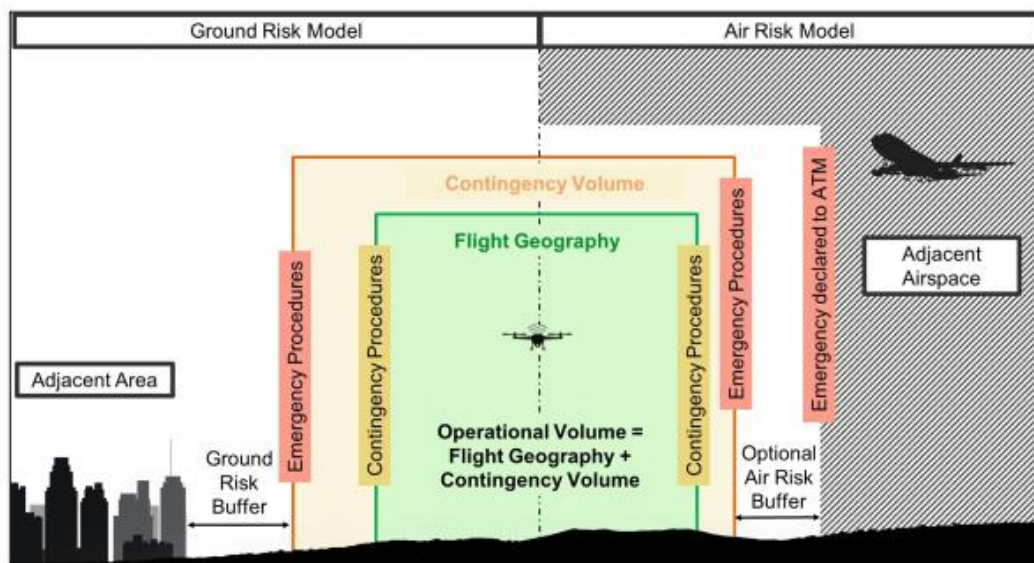 Ground Risk Model
Air Risk Model
Contingency Volume
Flight Geography
Emergency Procedures
Contingency Procedures
Contingency Procedures
Emergency Procedures
Emergency declared to ATM
Adjacent
Airspace
Adjacent Area
Operational Volume =
Flight Geography +
Contingency Volume
Ground
Risk
Buffer
Optional
Air Risk
Buffer